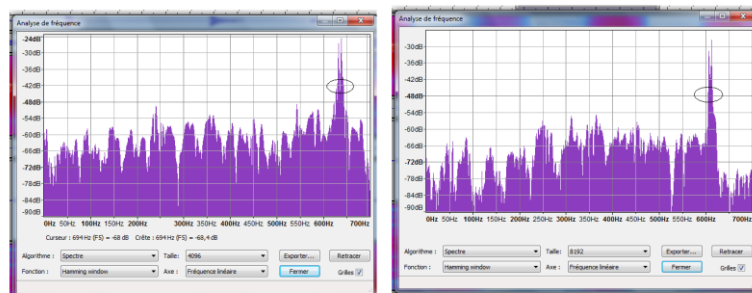 Analyse de fréquence
-24dB
-30dB
-36dB
-42dB
-48dB
-54dB
-60dB
-66dB
-72dB
-78dB
-84dB
-90dB
0Hz 50Hz 100Hz 150Hz 200Hz 300Hz 350Hz 400Hz 450Hz 500Hz 550Hz 600Hz 700Hz
Curseur : 694 Hz (F5) = -68 dB Crête : 694 Hz (F5) = -68,4 dB
Algorithme : Spectre Taille: 4096 Exporter... Retracer
Fonction : Hamming window Axe : Fréquence linéaire Fermer Grilles
Analyse de fréquence
-30dB
-36dB
-42dB
-48dB
-54dB
-60dB
-66dB
-72dB
-78dB
-84dB
-90dB
0Hz 50Hz 100Hz 150Hz 200Hz 250Hz 300Hz 350Hz 400Hz 450Hz 500Hz 550Hz 600Hz 700Hz
Algorithme : Spectre Taille: 8192 Exporter... Retracer
Fonction : Hamming window Axe : Fréquence linéaire Fermer Grilles